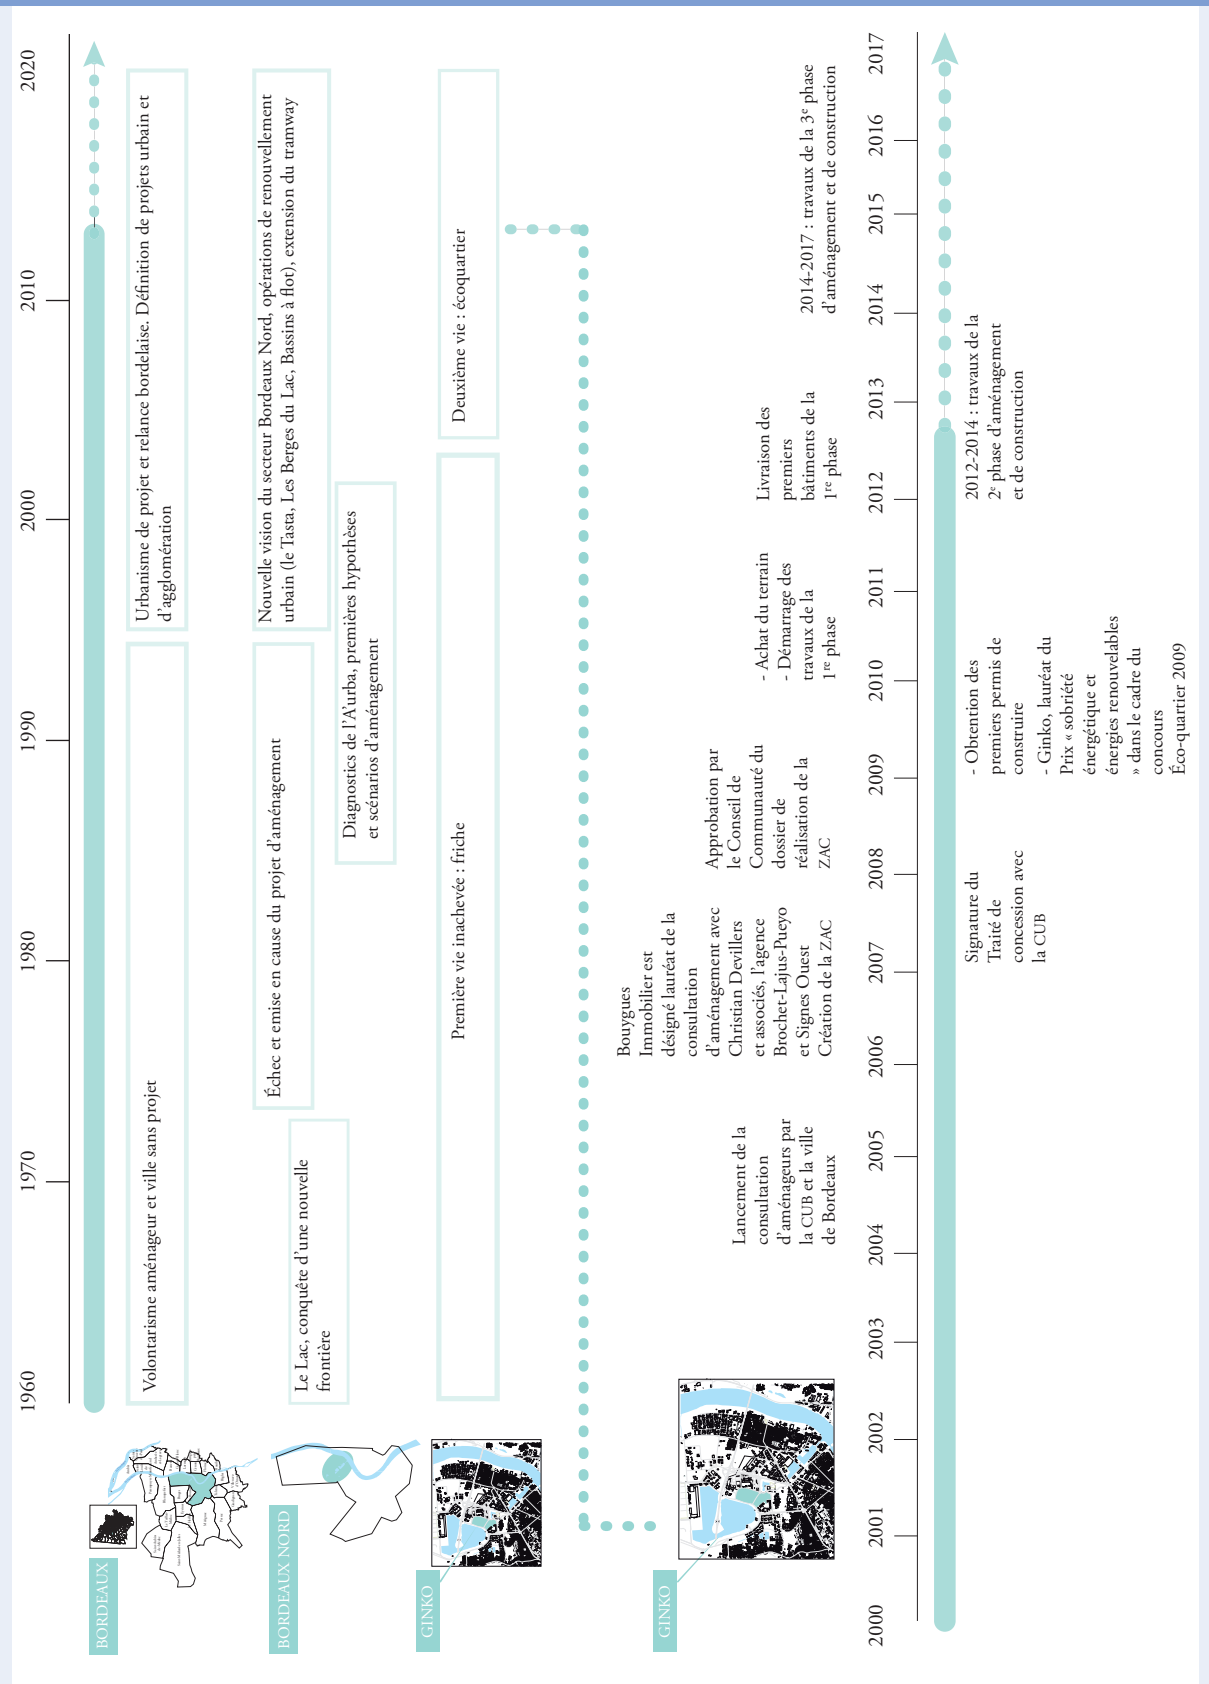 1960
1970
1980
1990
2000
2010
2020
BORDEAUX
Volontarisme aménageur et ville sans projet
Urbanisme de projet et relance bordelaise. Définition de projets urbain et
d’agglomération
BORDEAUX NORD
Le Lac, conquête d’une nouvelle
frontière
Échec et emise en cause du projet d’aménagement
Nouvelle vision du secteur Bordeaux Nord, opérations de renouvellement
urbain (le Tasta, Les Berges du Lac, Bassins à flot), extension du tramway
Diagnostics de l’A’urba, premières hypothèses
et scénarios d’aménagement
GINKO
Première vie inachevée : friche
Deuxième vie : écoquartier
GINKO
Lancement de la
consultation
d’aménageurs par
la CUB et la ville
de Bordeaux
Bouygues
Immobilier est
désigné lauréat de la
consultation
d’aménagement avec
Christian Devillers
et associés, l’agence
Brochet-Lajus-Pueyo
et Signes Ouest
Création de la ZAC
Approbation par
le Conseil de
Communauté du
dossier de
réalisation de la
ZAC
- Achat du terrain
- Démarrage des
travaux de la
1re phase
Livraison des
premiers
bâtiments de la
1re phase
2014-2017 : travaux de la 3e phase
d’aménagement et de construction
2000
2001
2002
2003
2004
2005
2006
2007
2008
2009
2010
2011
2012
2013
2014
2015
2016
2017
Signature du
Traité de
concession avec
la CUB
- Obtention des
premiers permis de
construire
- Ginko, lauréat du
Prix « sobriété
énergétique et
énergies renouvelables
» dans le cadre du
concours
Éco-quartier 2009
2012-2014 : travaux de la
2e phase d’aménagement
et de construction